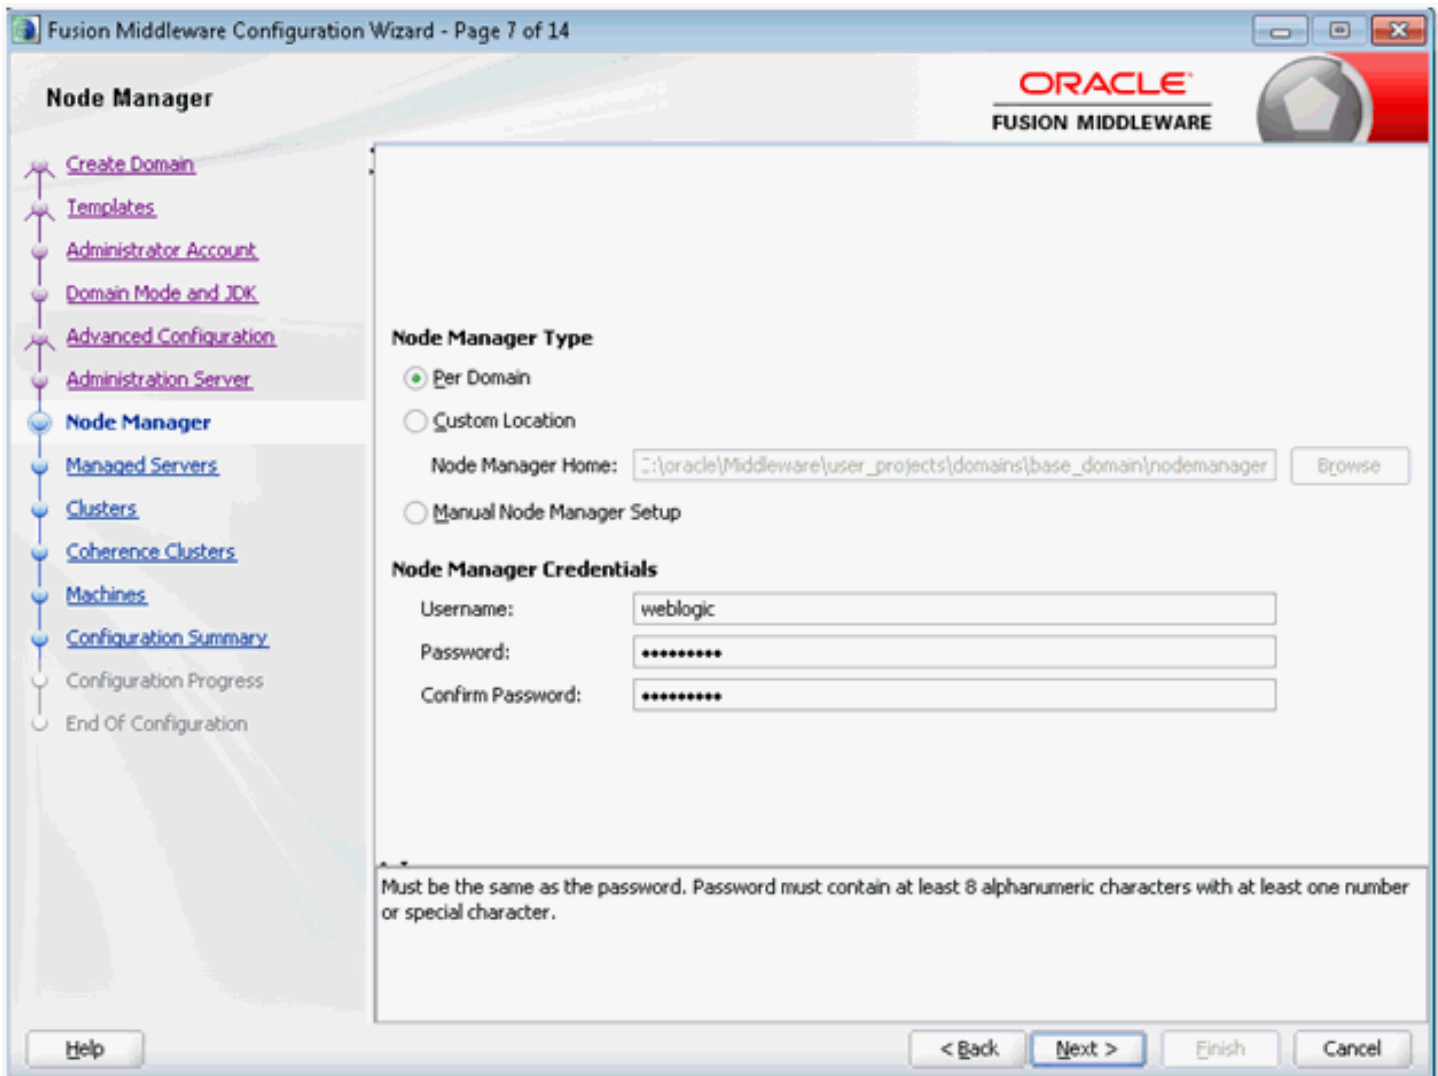 Fusion Middleware Configuration Wizard - Page 7 of 14
Node Manager
ORACLE
FUSION MIDDLEWARE
Create Domain
Templates
Administrator Account
Domain Mode and JDK
Advanced Configuration
Administration Server
Node Manager
Managed Servers
Clusters
Coherence Clusters
Machines
Configuration Summary
Configuration Progress
End Of Configuration
Node Manager Type
Per Domain
Custom Location
Node Manager Home: :\oracle\Middleware\user_projects\domains\base_domain\nodemanager Browse
Manual Node Manager Setup
Node Manager Credentials
Username: weblogic
Password: •••••••••
Confirm Password: •••••••••
Must be the same as the password. Password must contain at least 8 alphanumeric characters with at least one number
or special character.
Help < Back Next > Finish Cancel